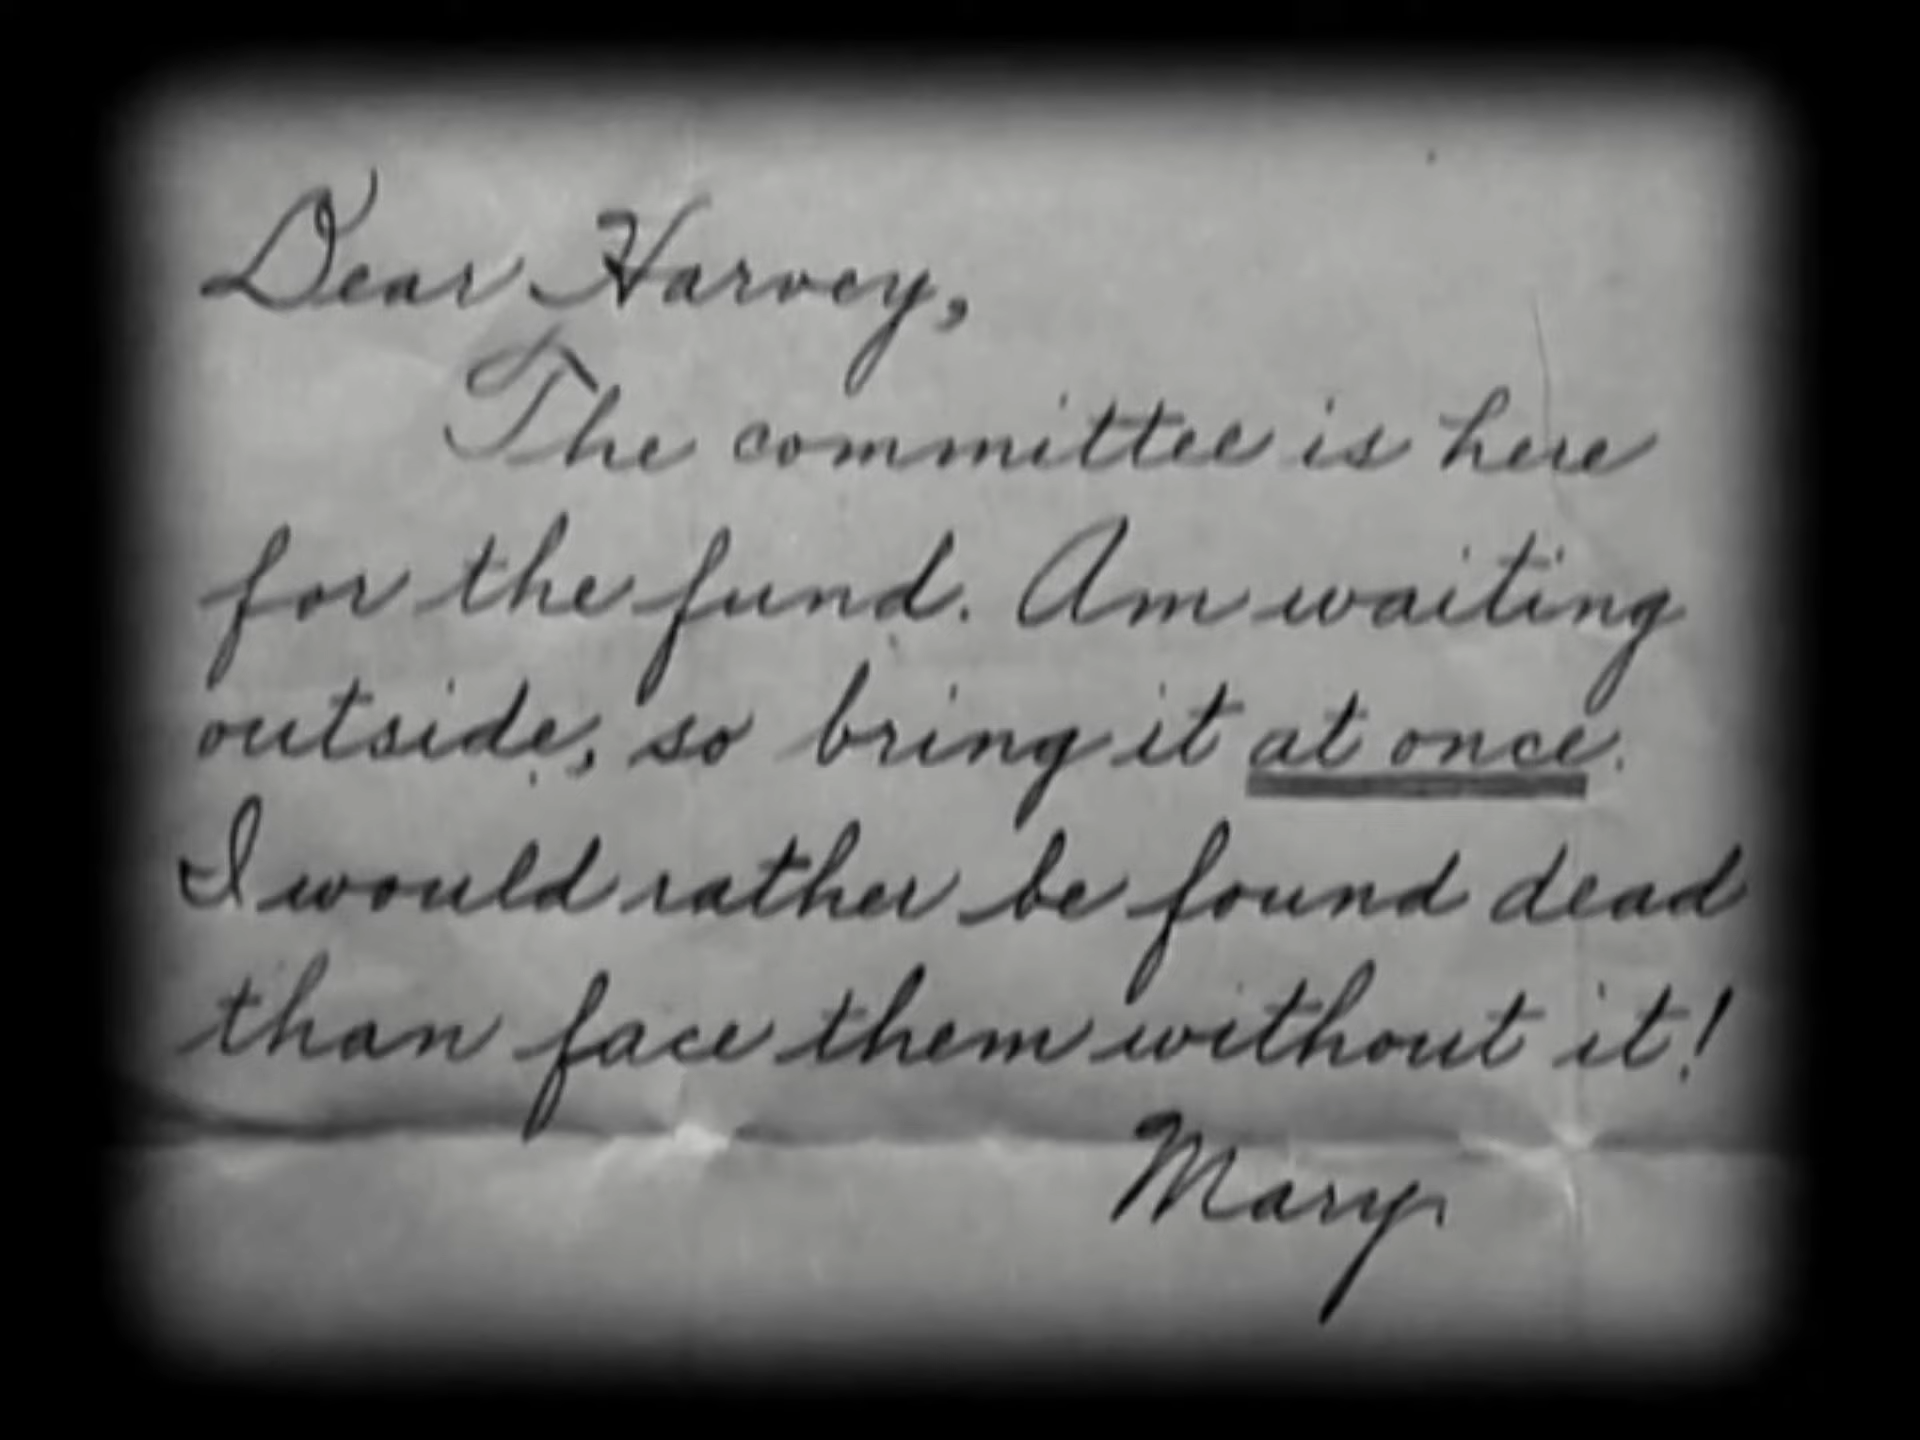 Dear Harvey,
The committee is here
for the fund. Am waiting
outside, so bring it at once.
I would rather be found dead
than face them without it!
Mary